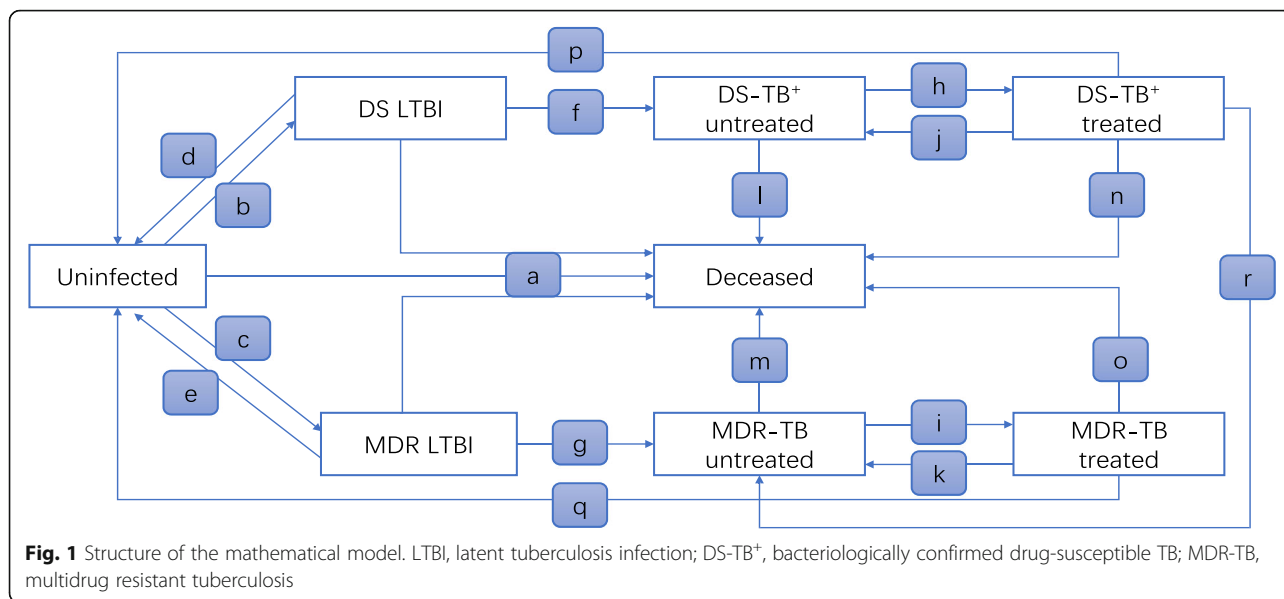 p
DS LTBI
f
DS-TB⁺
untreated
h
j
DS-TB⁺
treated
d
b
l
n
Uninfected
a
Deceased
r
c
e
m
o
MDR LTBI
g
MDR-TB
untreated
i
k
MDR-TB
treated
q
Fig. 1 Structure of the mathematical model. LTBI, latent tuberculosis infection; DS-TB⁺, bacteriologically confirmed drug-susceptible TB; MDR-TB,
multidrug resistant tuberculosis